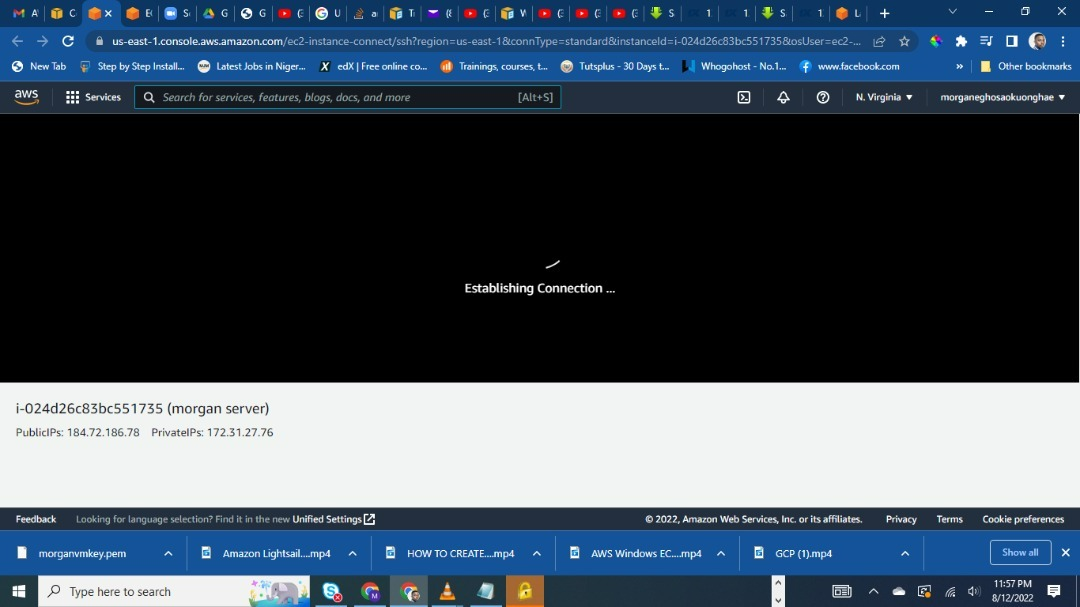 us-east-1.console.aws.amazon.com/ec2-instance-connect/ssh?region=us-east-1&connType=standard&instanceId=i-024d26c83bc551735&osUser=ec2-...
New Tab Step by Step Install... Latest Jobs in Niger... edX | Free online co... Trainings, courses, t... Tutsplus - 30 Days t... Whogohost - No.1... www.facebook.com » Other bookmarks
aws Services Search for services, features, blogs, docs, and more [Alt+S] N. Virginia morganeghosaokuonghae
Establishing Connection ...
i-024d26c83bc551735 (morgan server)
PublicIPs: 184.72.186.78 PrivateIPs: 172.31.27.76
Feedback Looking for language selection? Find it in the new Unified Settings © 2022, Amazon Web Services, Inc. or its affiliates. Privacy Terms Cookie preferences
morganvmkey.pem Amazon Lightsail....mp4 HOW TO CREATE....mp4 AWS Windows EC....mp4 GCP (1).mp4 Show all
Type here to search
11:57 PM
8/12/2022